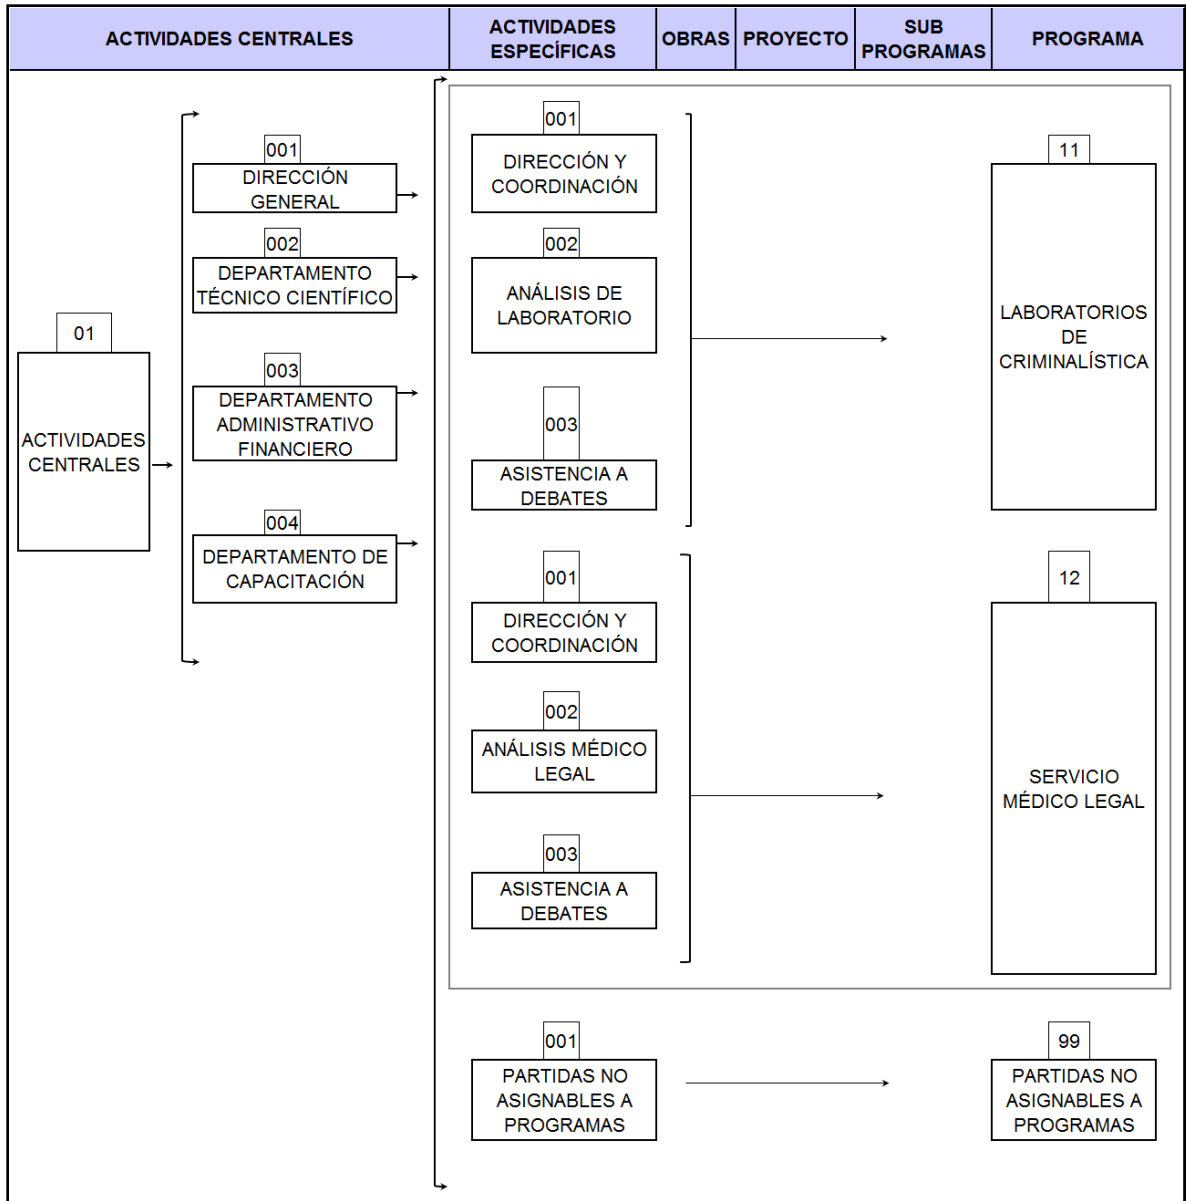 ACTIVIDADES CENTRALES
ACTIVIDADES
ESPECÍFICAS
OBRAS
PROYECTO
SUB
PROGRAMAS
PROGRAMA
01
ACTIVIDADES
CENTRALES
001
DIRECCIÓN
GENERAL
002
DEPARTAMENTO
TÉCNICO CIENTÍFICO
003
DEPARTAMENTO
ADMINISTRATIVO
FINANCIERO
004
DEPARTAMENTO DE
CAPACITACIÓN
001
DIRECCIÓN Y
COORDINACIÓN
002
ANÁLISIS DE
LABORATORIO
003
ASISTENCIA A
DEBATES
11
LABORATORIOS
DE
CRIMINALÍSTICA
001
DIRECCIÓN Y
COORDINACIÓN
002
ANÁLISIS MÉDICO
LEGAL
003
ASISTENCIA A
DEBATES
12
SERVICIO
MÉDICO LEGAL
001
PARTIDAS NO
ASIGNABLES A
PROGRAMAS
99
PARTIDAS NO
ASIGNABLES A
PROGRAMAS